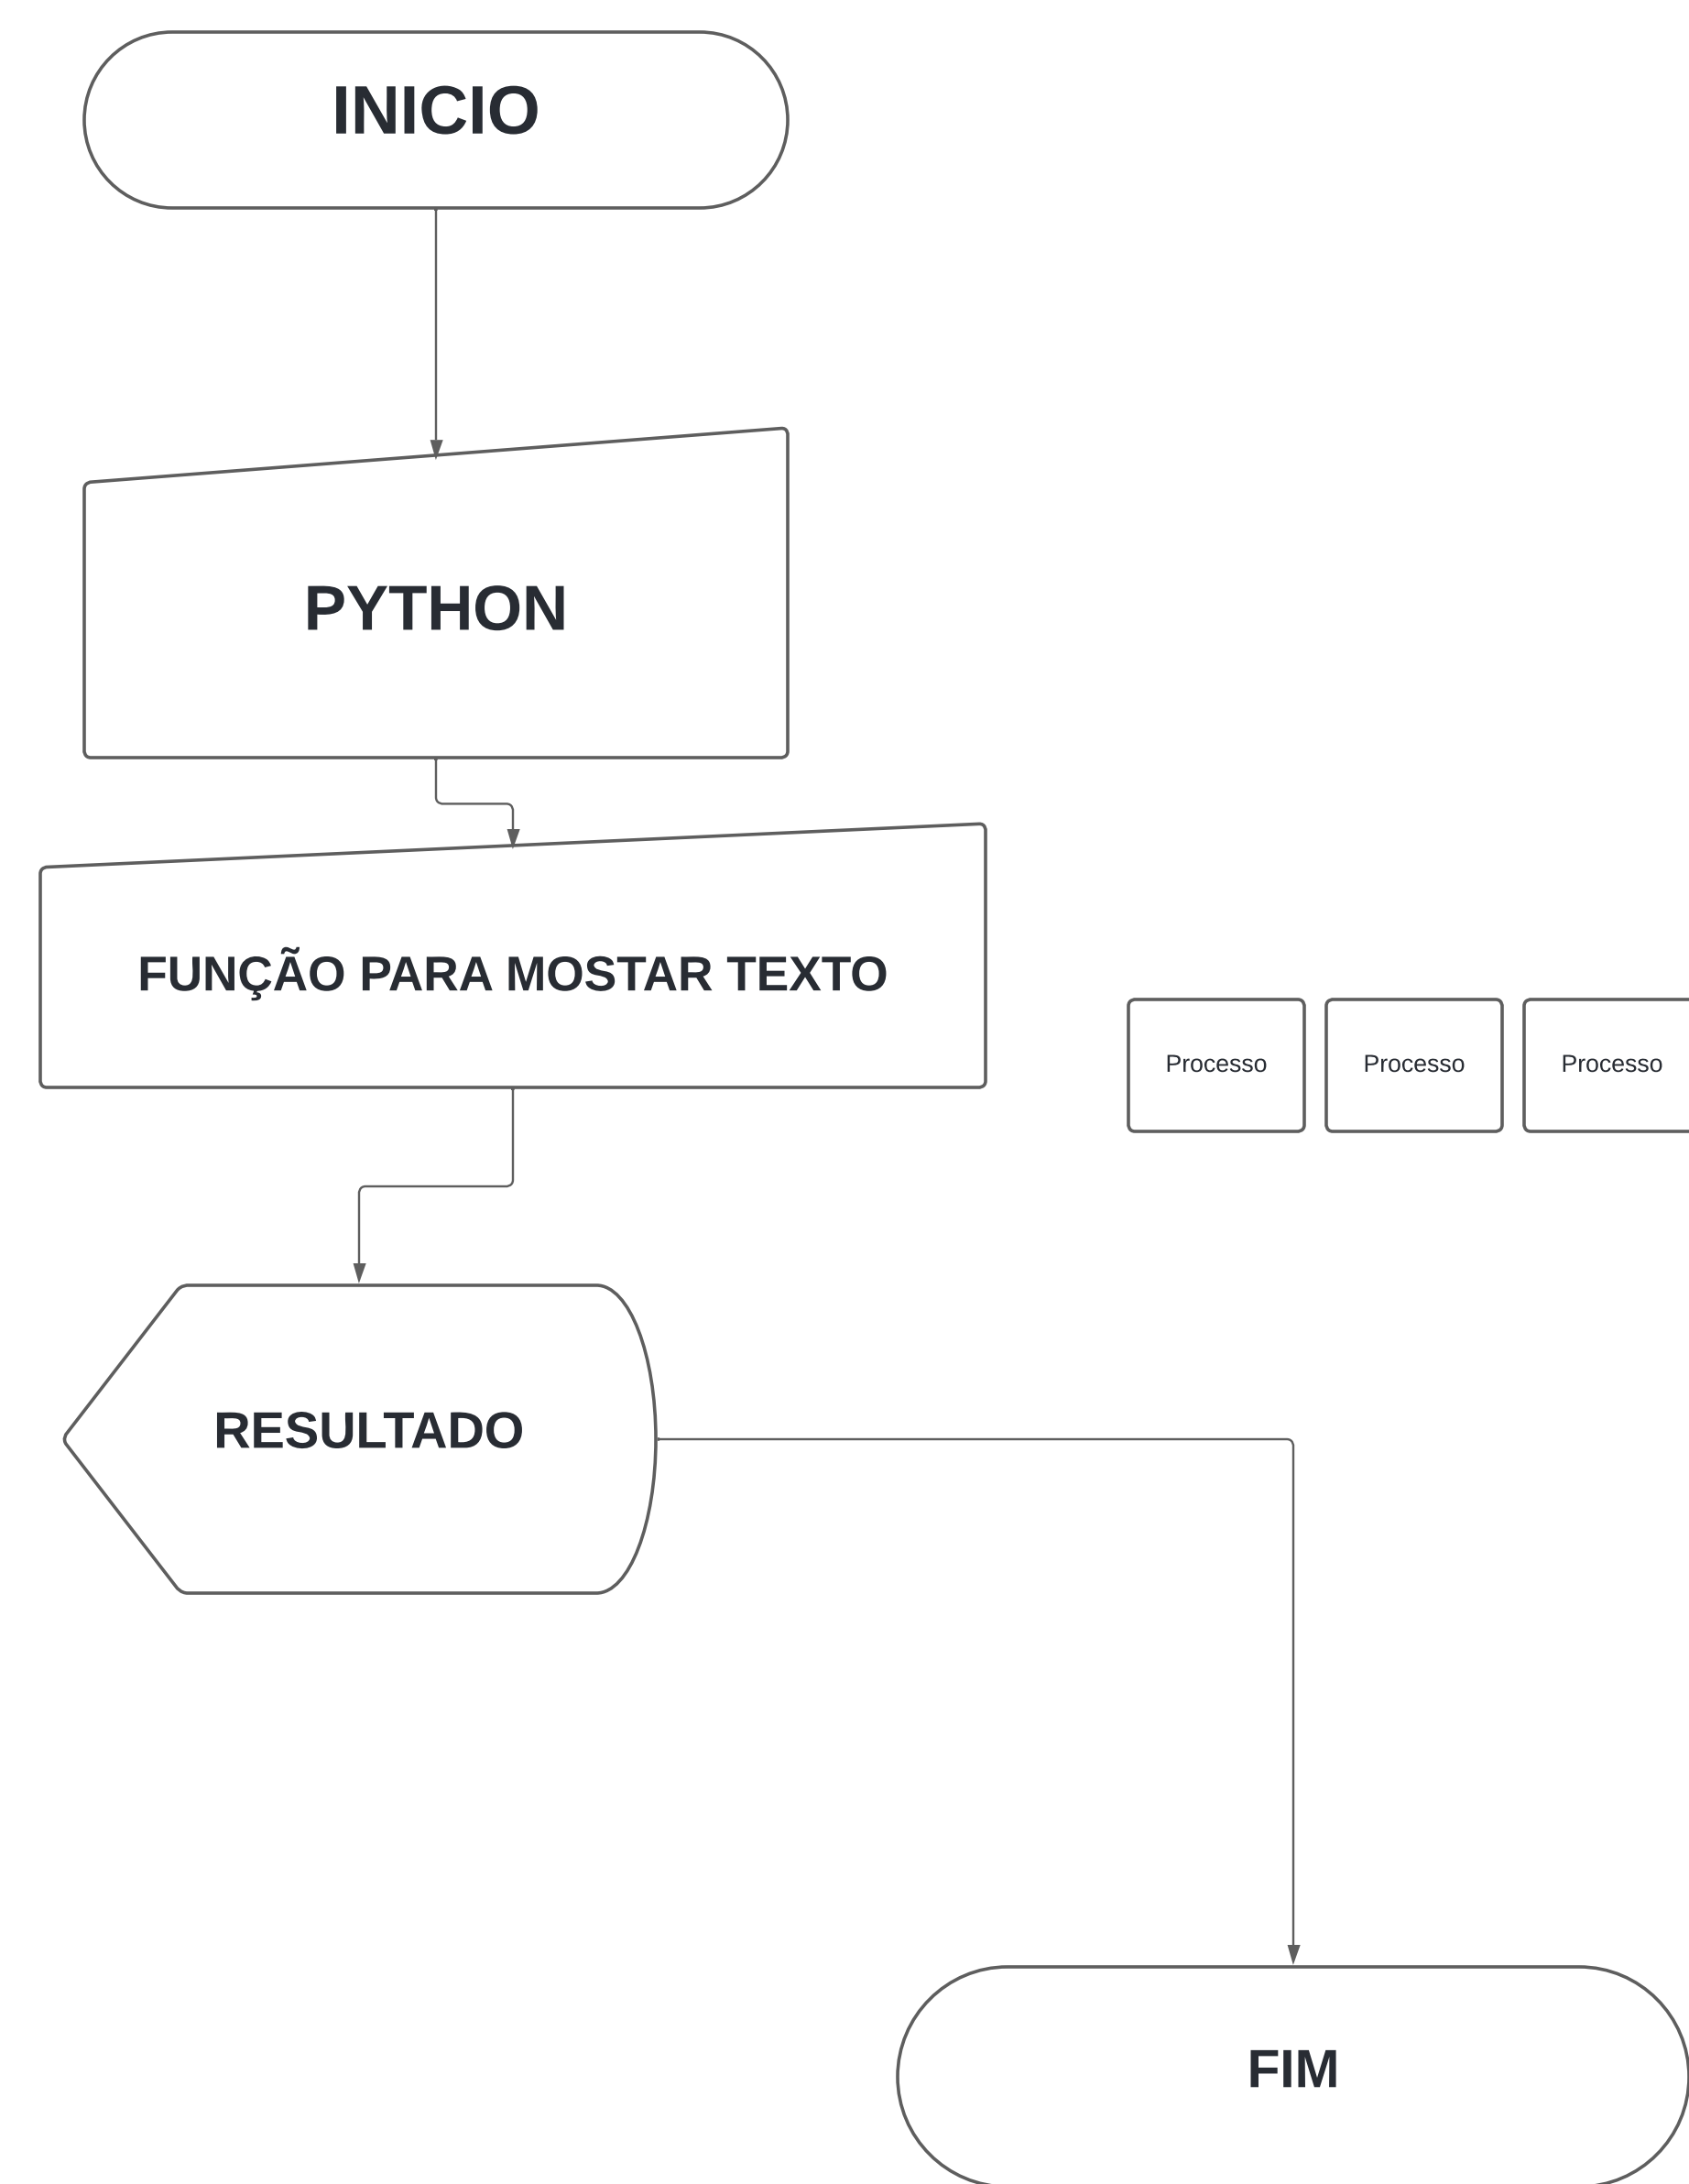 INICIO
PYTHON
FUNÇÃO PARA MOSTAR TEXTO
Processo
Processo
Processo
RESULTADO
FIM